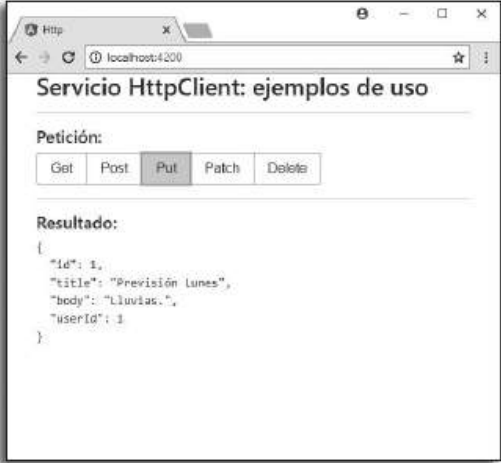 Http
localhost:4200
Servicio HttpClient: ejemplos de uso
Petición:
Get Post Put Patch Delete
Resultado:
{
"id": 1,
"title": "Previsión Lunes",
"body": "Lluvias.",
"userId": 1
}